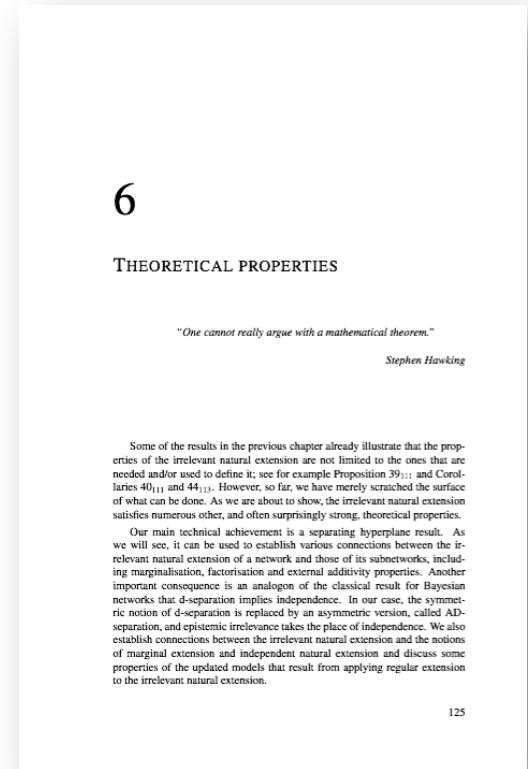 6
THEORETICAL PROPERTIES
"One cannot really argue with a mathematical theorem."
Stephen Hawking
Some of the results in the previous chapter already illustrate that the prop-
erties of the irrelevant natural extension are not limited to the ones that are
needed and/or used to define it; see for example Proposition 39₁₁₁ and Corol-
laries 40₁₁₁ and 44₁₁₃. However, so far, we have merely scratched the surface
of what can be done. As we are about to show, the irrelevant natural extension
satisfies numerous other, and often surprisingly strong, theoretical properties.
Our main technical achievement is a separating hyperplane result. As
we will see, it can be used to establish various connections between the ir-
relevant natural extension of a network and those of its subnetworks, includ-
ing marginalisation, factorisation and external additivity properties. Another
important consequence is an analogon of the classical result for Bayesian
networks that d-separation implies independence. In our case, the symmet-
ric notion of d-separation is replaced by an asymmetric version, called AD-
separation, and epistemic irrelevance takes the place of independence. We also
establish connections between the irrelevant natural extension and the notions
of marginal extension and independent natural extension and discuss some
properties of the updated models that result from applying regular extension
to the irrelevant natural extension.
125